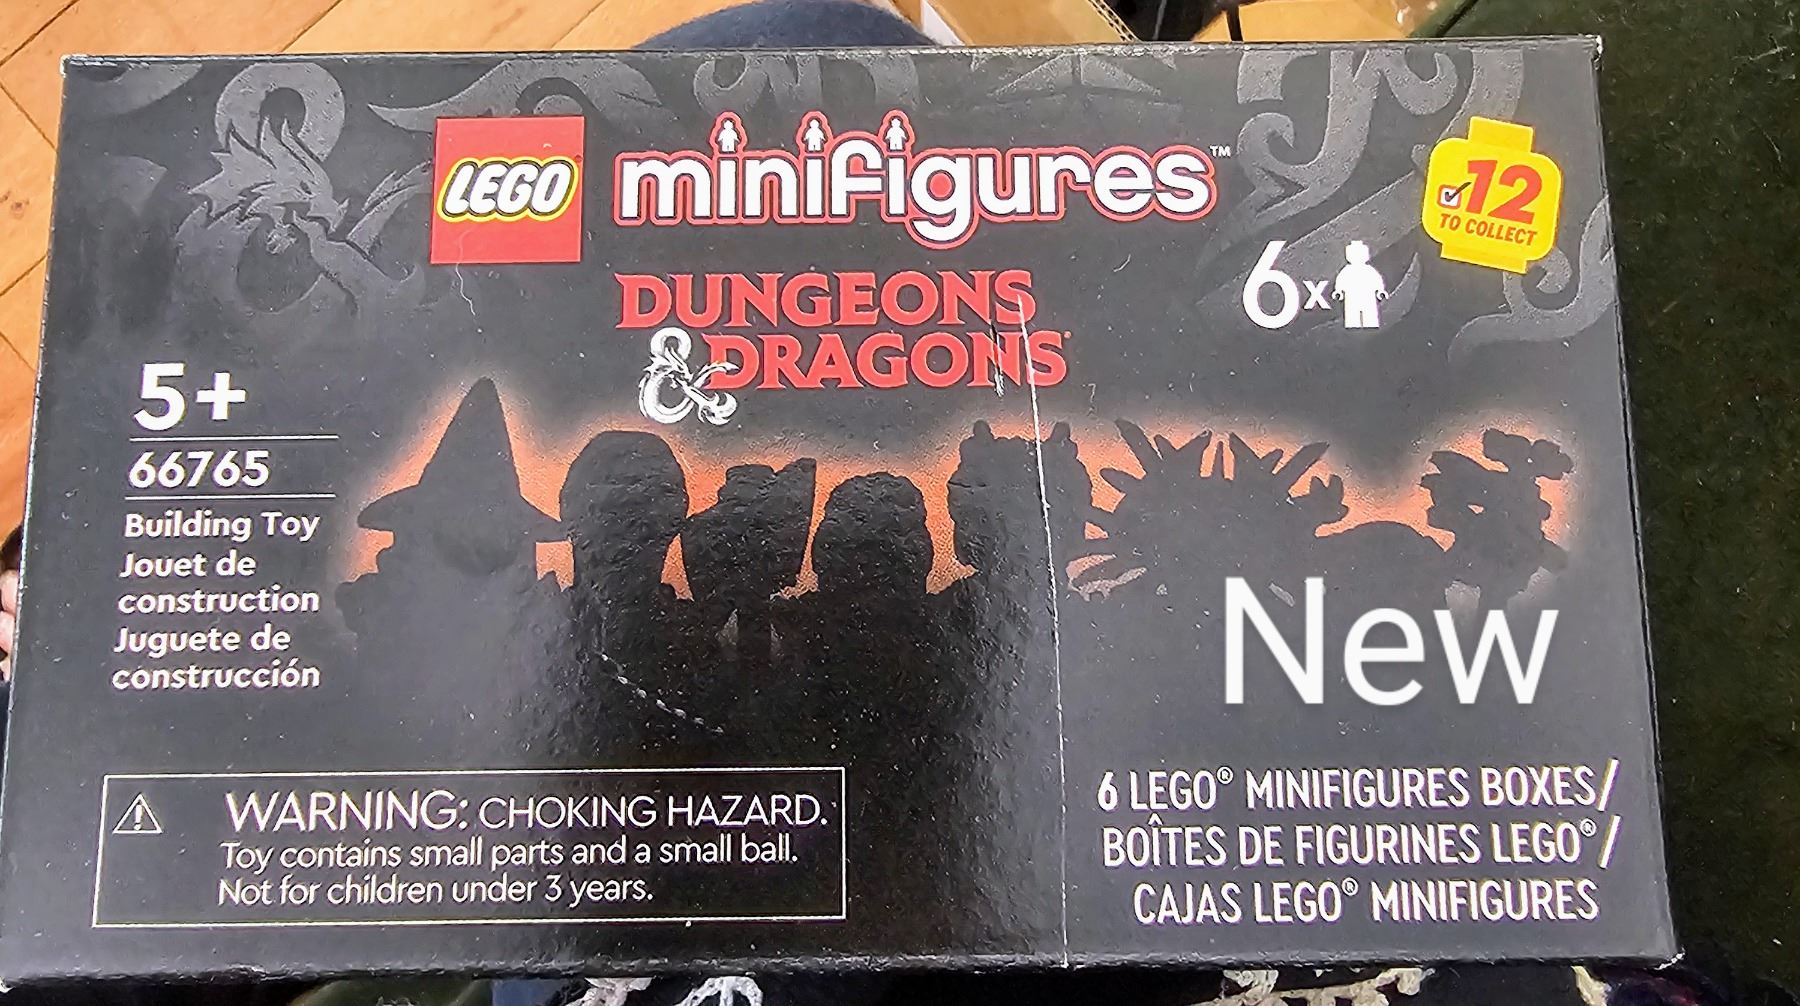 LEGO
minifigures™
12
TO COLLECT
6x
DUNGEONS
& DRAGONS
5+
66765
Building Toy
Jouet de
construction
Juguete de
construcción
New
WARNING: CHOKING HAZARD.
Toy contains small parts and a small ball.
Not for children under 3 years.
6 LEGO® MINIFIGURES BOXES/
BOÎTES DE FIGURINES LEGO®/
CAJAS LEGO® MINIFIGURES